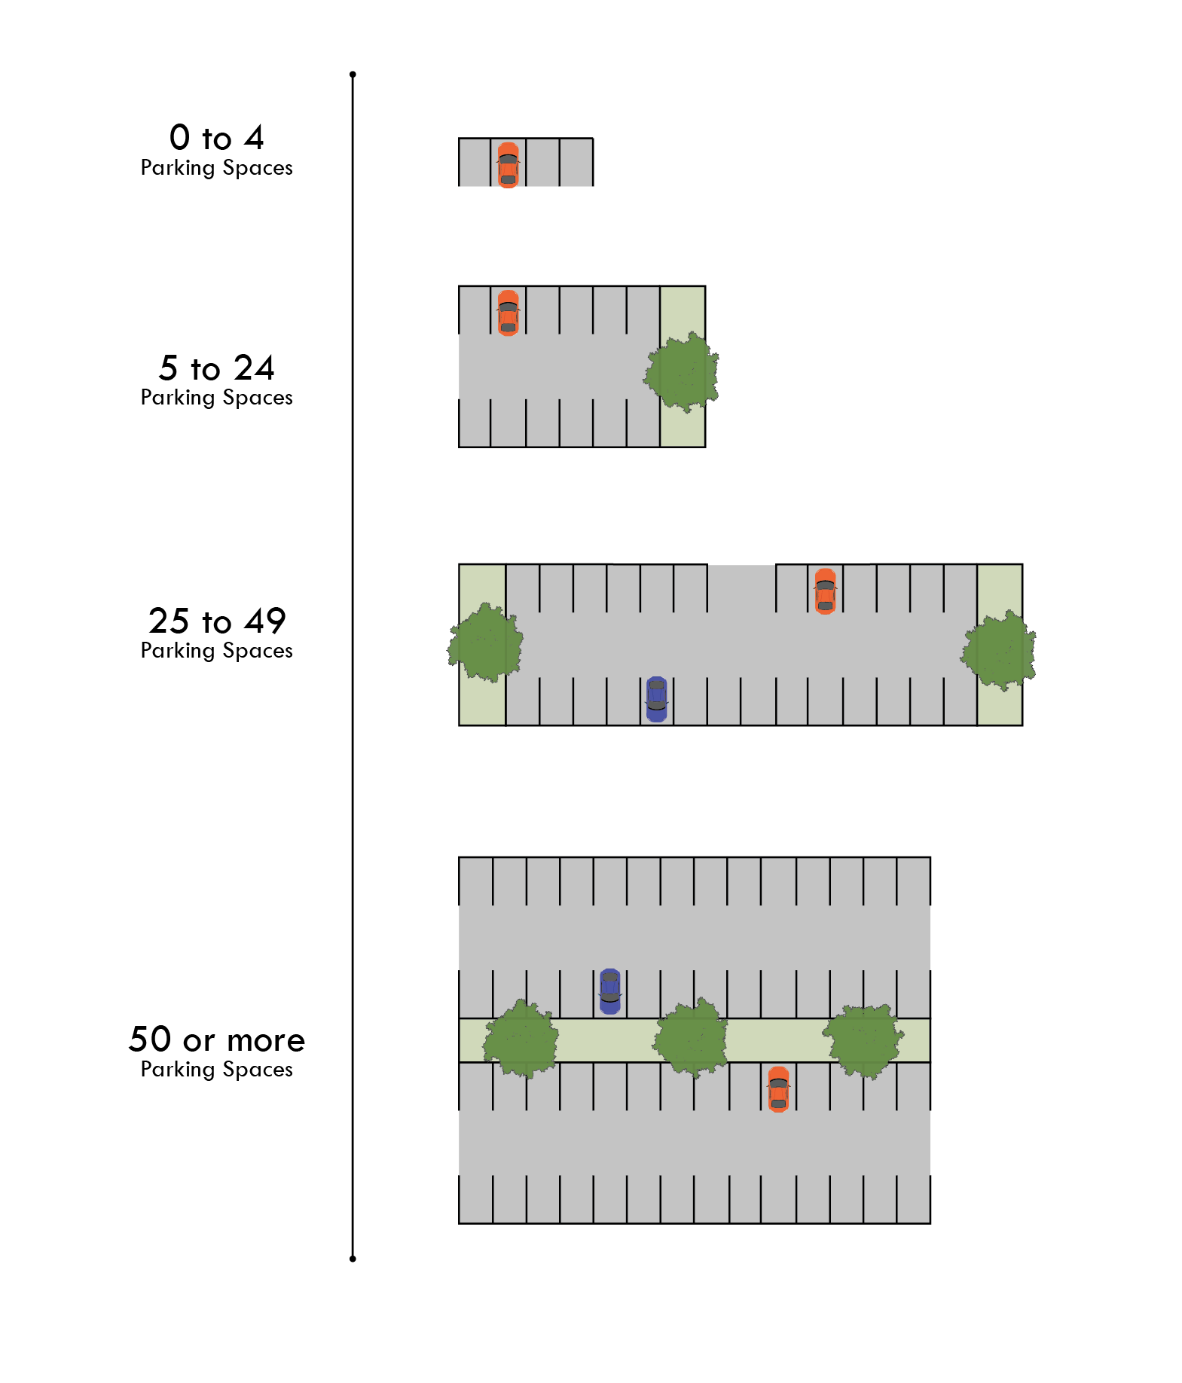 0 to 4
Parking Spaces
5 to 24
Parking Spaces
25 to 49
Parking Spaces
50 or more
Parking Spaces